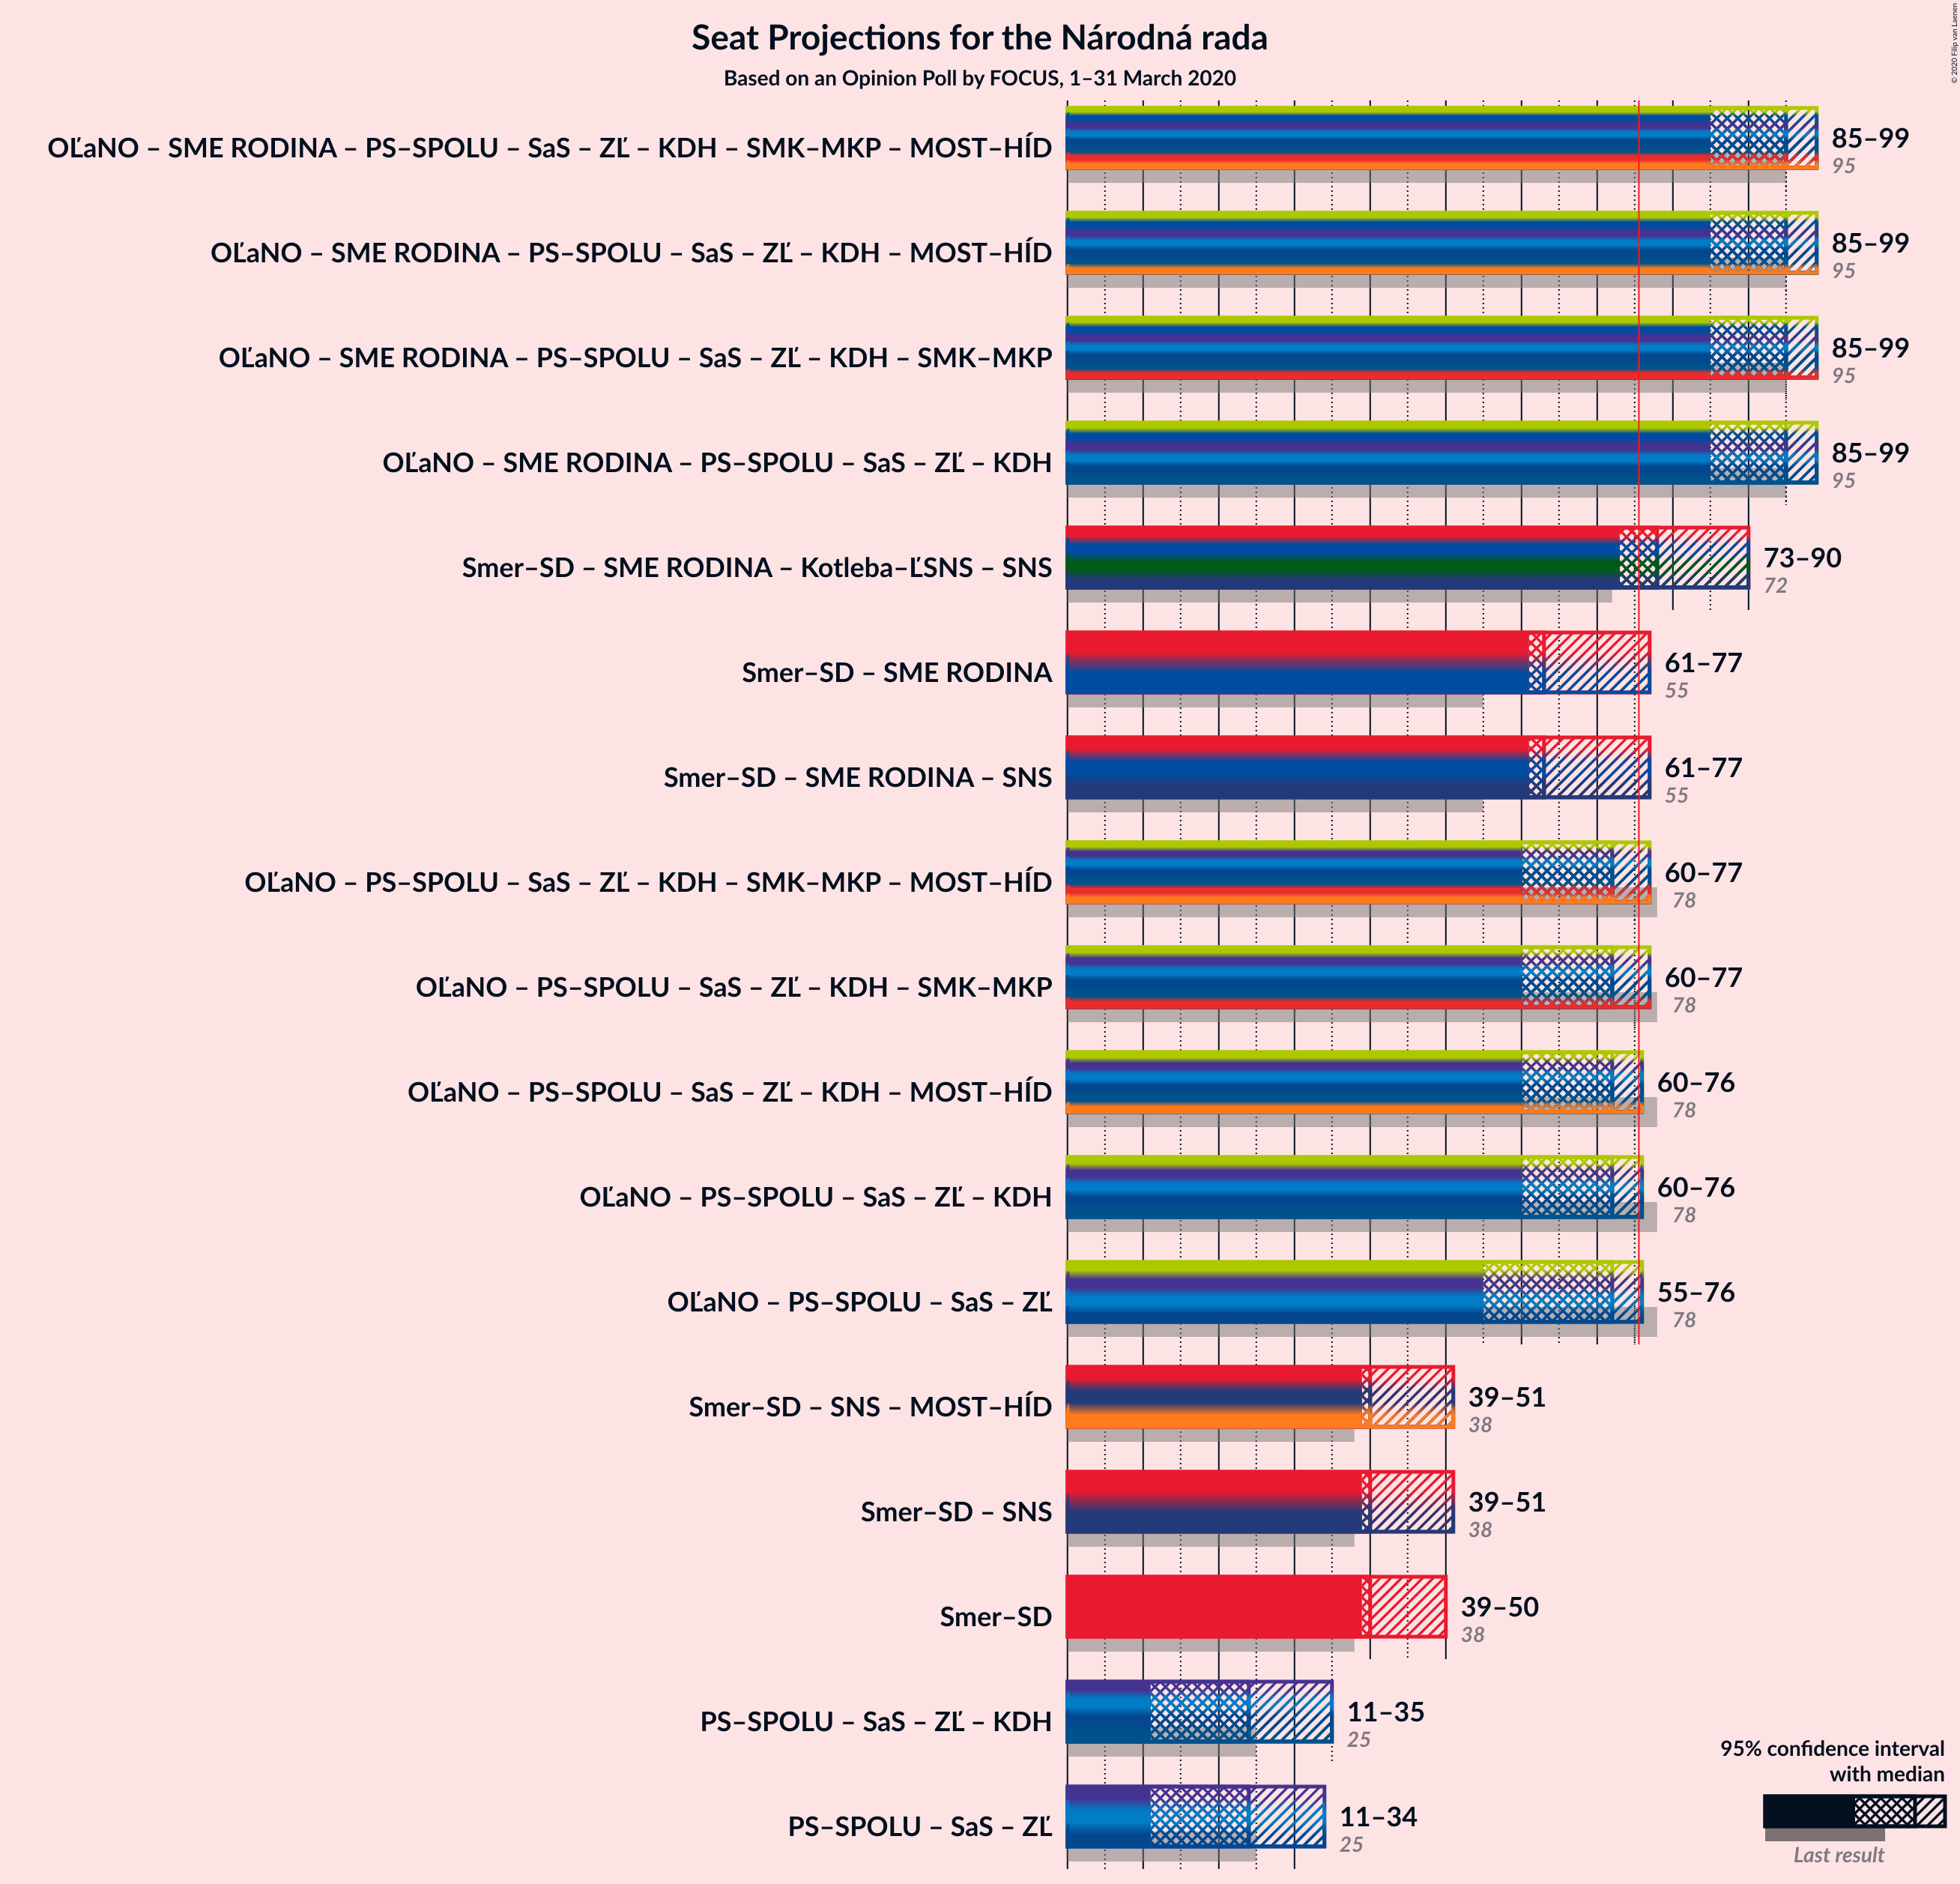 Seat Projections for the Národná rada
Based on an Opinion Poll by FOCUS, 1–31 March 2020
© 2020 Filip van Laenen
OĽaNO – SME RODINA – PS–SPOLU – SaS – ZĽ – KDH – SMK–MKP – MOST–HÍD
85–99
95
OĽaNO – SME RODINA – PS–SPOLU – SaS – ZĽ – KDH – MOST–HÍD
85–99
95
OĽaNO – SME RODINA – PS–SPOLU – SaS – ZĽ – KDH – SMK–MKP
85–99
95
OĽaNO – SME RODINA – PS–SPOLU – SaS – ZĽ – KDH
85–99
95
Smer–SD – SME RODINA – Kotleba–ĽSNS – SNS
73–90
72
Smer–SD – SME RODINA
61–77
55
Smer–SD – SME RODINA – SNS
61–77
55
OĽaNO – PS–SPOLU – SaS – ZĽ – KDH – SMK–MKP – MOST–HÍD
60–77
78
OĽaNO – PS–SPOLU – SaS – ZĽ – KDH – SMK–MKP
60–77
78
OĽaNO – PS–SPOLU – SaS – ZĽ – KDH – MOST–HÍD
60–76
78
OĽaNO – PS–SPOLU – SaS – ZĽ – KDH
60–76
78
OĽaNO – PS–SPOLU – SaS – ZĽ
55–76
78
Smer–SD – SNS – MOST–HÍD
39–51
38
Smer–SD – SNS
39–51
38
Smer–SD
39–50
38
PS–SPOLU – SaS – ZĽ – KDH
11–35
25
PS–SPOLU – SaS – ZĽ
11–34
25
95% confidence interval
with median
Last result